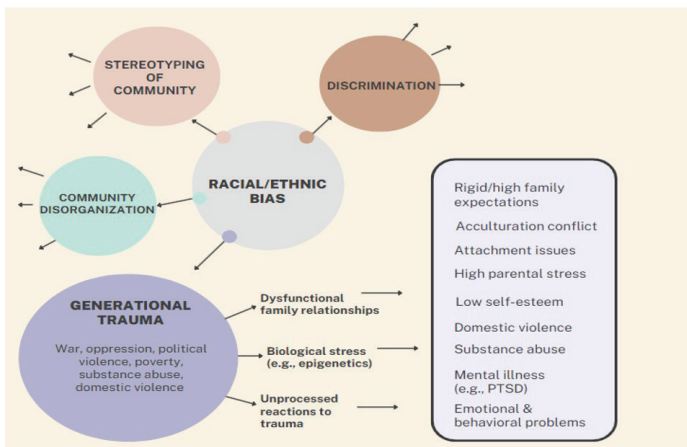 STEREOTYPING
OF
COMMUNITY
DISCRIMINATION
RACIAL/ETHNIC
BIAS
COMMUNITY
DISORGANIZATION
GENERATIONAL
TRAUMA
War, oppression, political
violence, poverty,
substance abuse,
domestic violence
Dysfunctional
family relationships
Biological stress
(e.g., epigenetics)
Unprocessed
reactions to
trauma
Rigid/high family
expectations
Acculturation conflict
Attachment issues
High parental stress
Low self-esteem
Domestic violence
Substance abuse
Mental illness
(e.g., PTSD)
Emotional &
behavioral problems